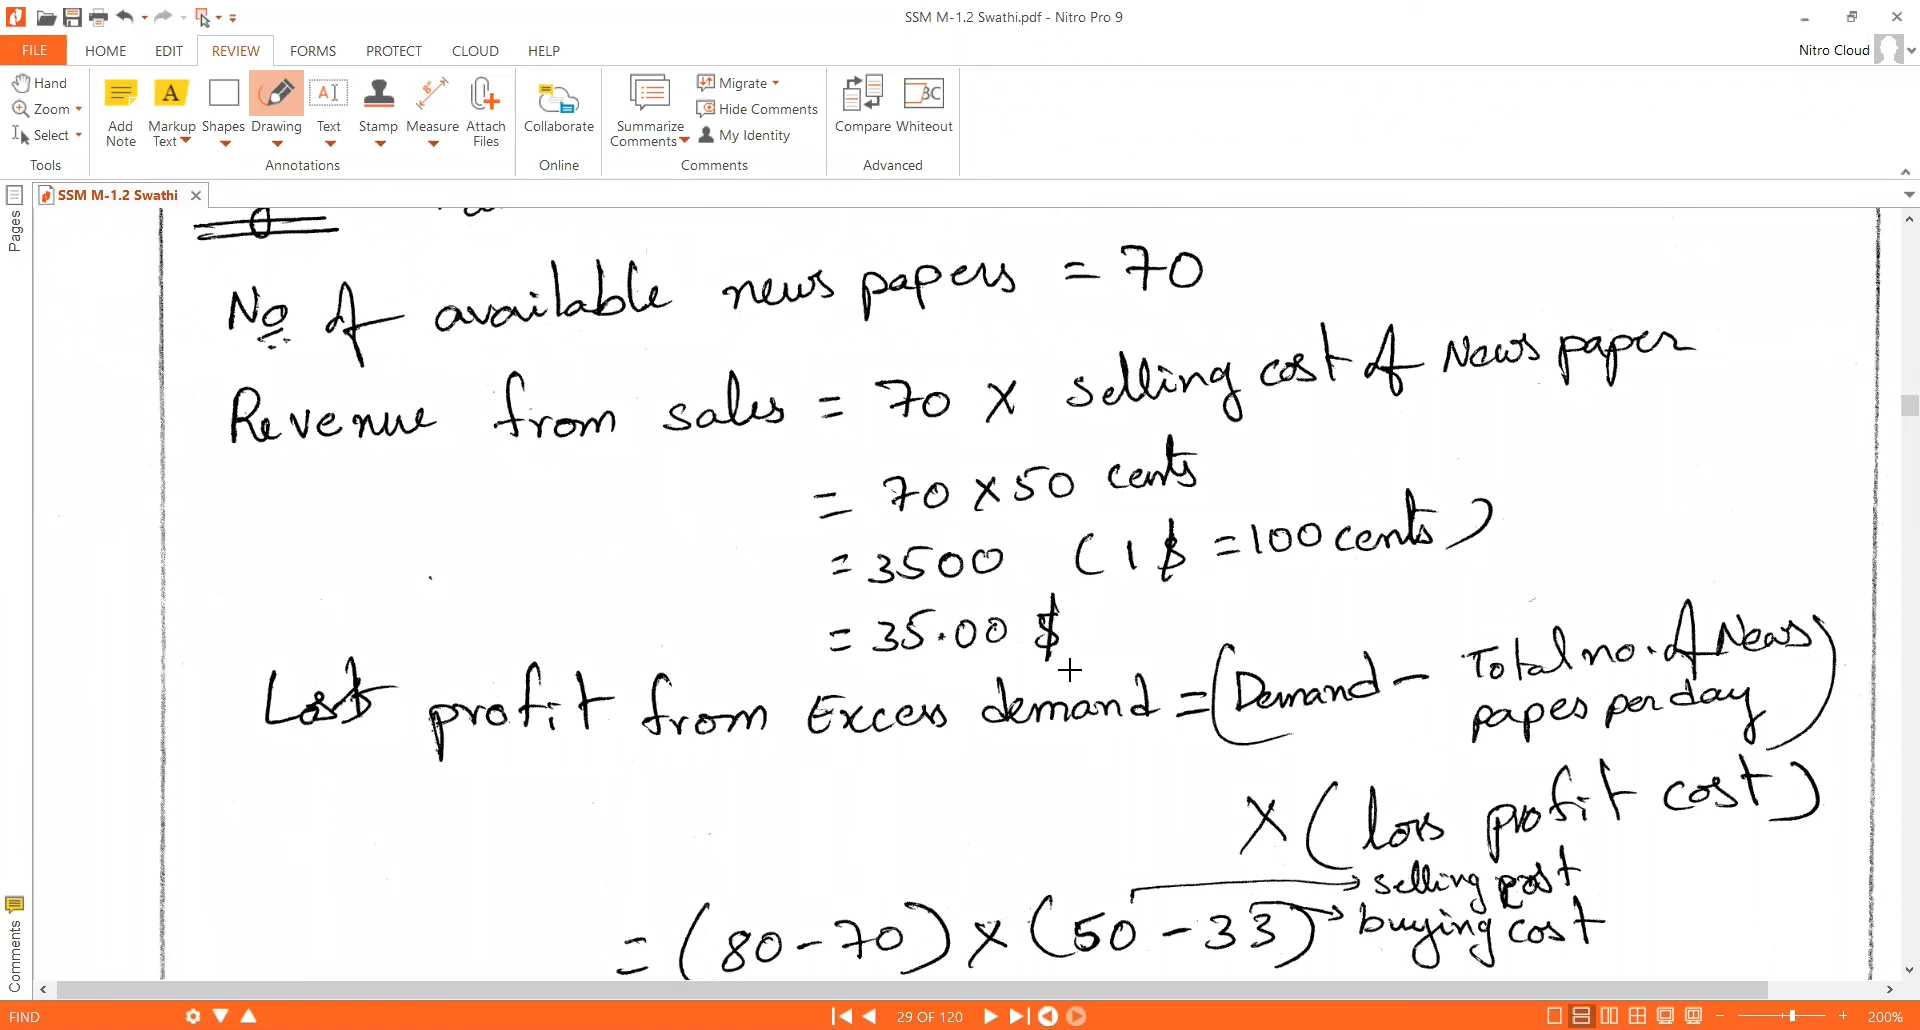 SSM M-1.2 Swathi.pdf - Nitro Pro 9
FILE HOME EDIT REVIEW FORMS PROTECT CLOUD HELP
Nitro Cloud
Hand
Zoom
Select
Tools
Add Note
Markup Text
Shapes
Drawing
Text
Stamp
Measure
Attach Files
Annotations
Collaborate
Online
Summarize Comments
Migrate
Hide Comments
My Identity
Comments
Compare
Whiteout
Advanced
SSM M-1.2 Swathi
Pages
No of available news papers = 70
Revenue from sales = 70 X selling cost of News paper
= 70 X 50 cents
= 3500 (1 $ = 100 cents)
= 35.00 $
Lost profit from Excess demand = (Demand - Total no. of News
papes per day)
X (loss profit cost)
selling cost
= (80-70) X (50-33) buying cost
Comments
FIND
29 OF 120
200%